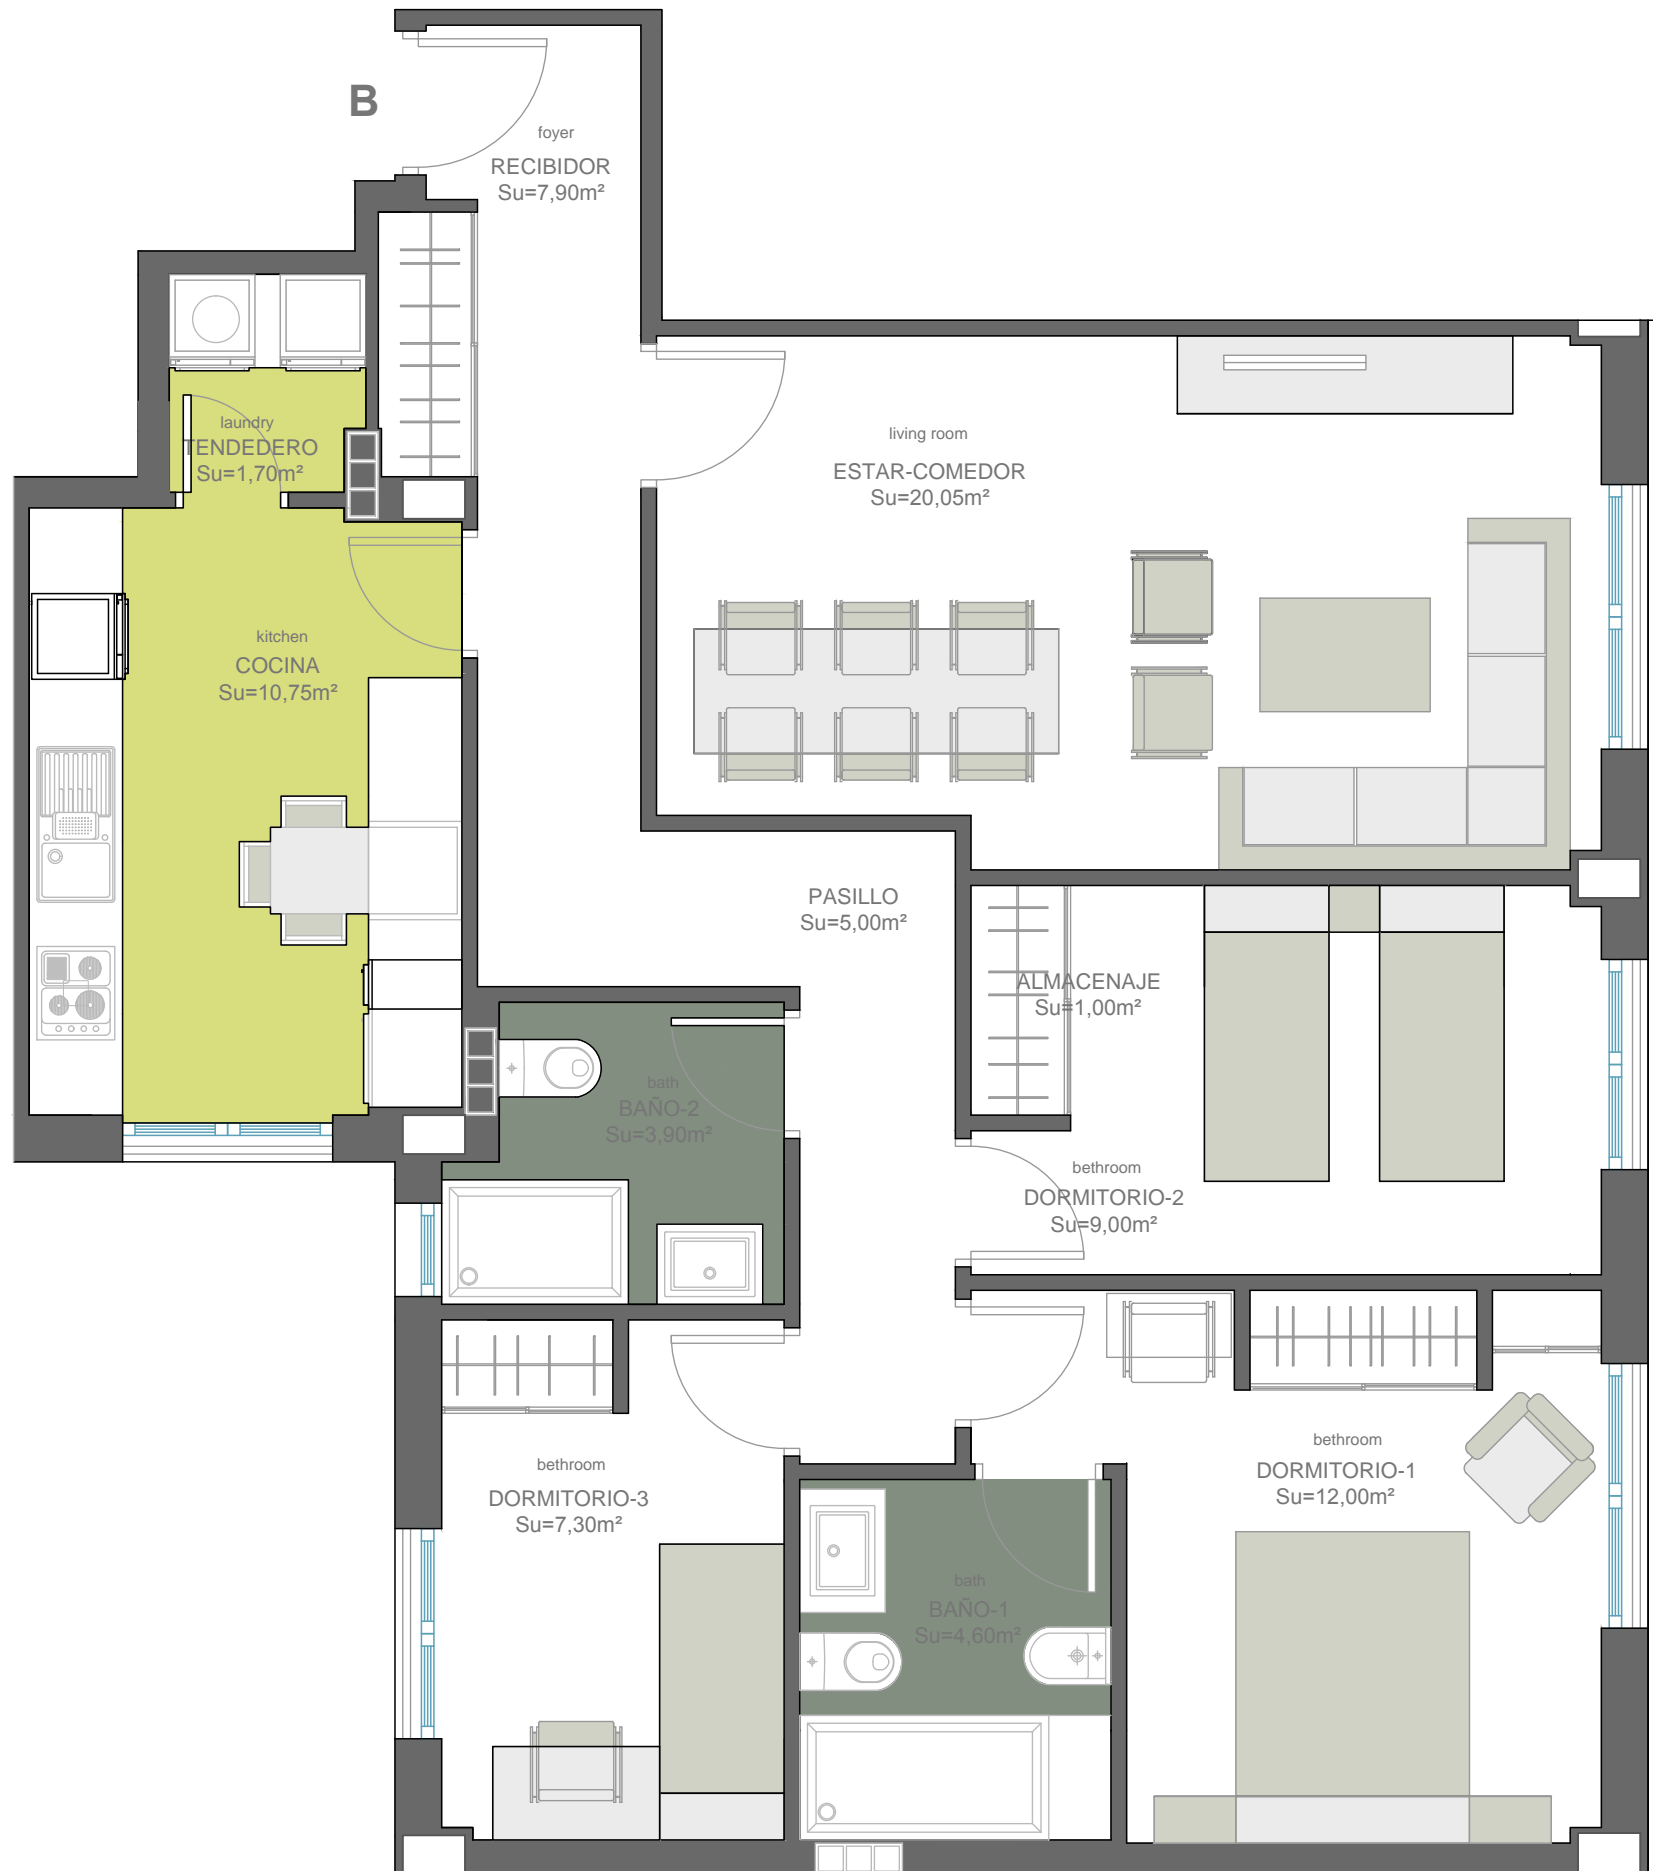 B
foyer
RECIBIDOR
Su=7,90m²
laundry
TENDEDERO
Su=1,70m²
living room
ESTAR-COMEDOR
Su=20,05m²
kitchen
COCINA
Su=10,75m²
PASILLO
Su=5,00m²
ALMACENAJE
Su=1,00m²
bath
BAÑO-2
Su=3,90m²
bethroom
DORMITORIO-2
Su=9,00m²
bethroom
DORMITORIO-1
Su=12,00m²
bethroom
DORMITORIO-3
Su=7,30m²
bath
BAÑO-1
Su=4,60m²